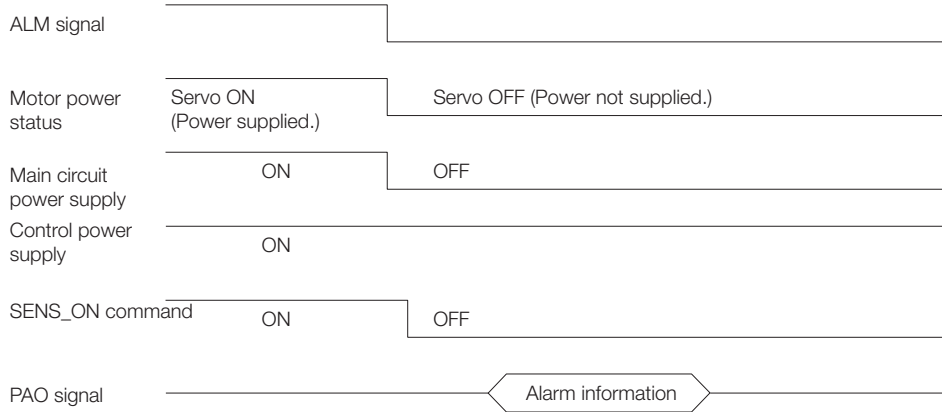 ALM signal
Motor power
status
Servo ON
(Power supplied.)
Servo OFF (Power not supplied.)
Main circuit
power supply
ON
OFF
Control power
supply
ON
SENS_ON command
ON
OFF
PAO signal
Alarm information